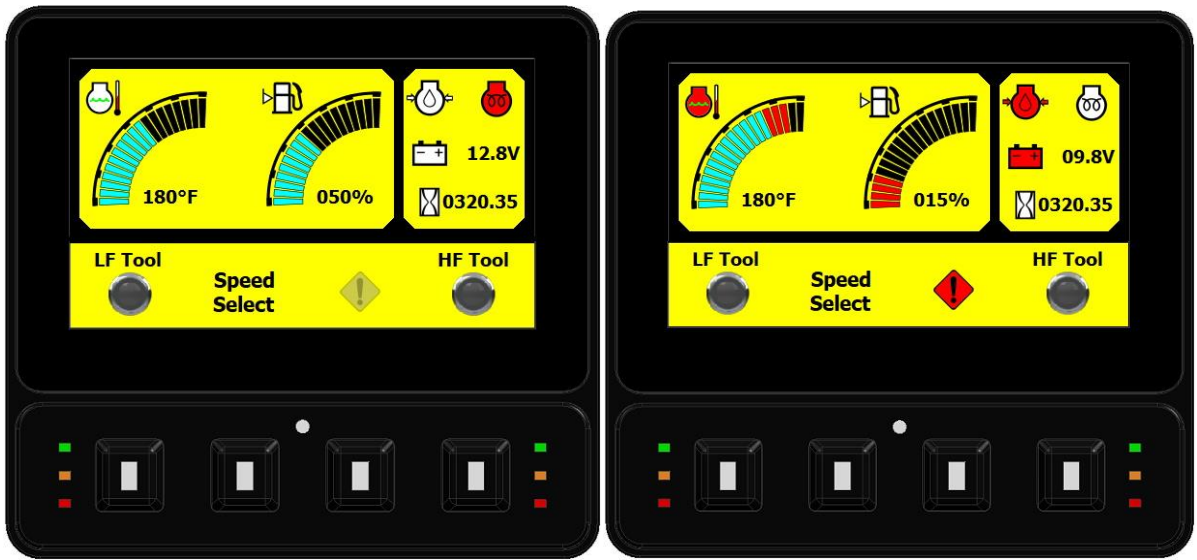 180°F
050%
12.8V
0320.35
LF Tool
HF Tool
Speed
Select
180°F
015%
09.8V
0320.35
LF Tool
HF Tool
Speed
Select